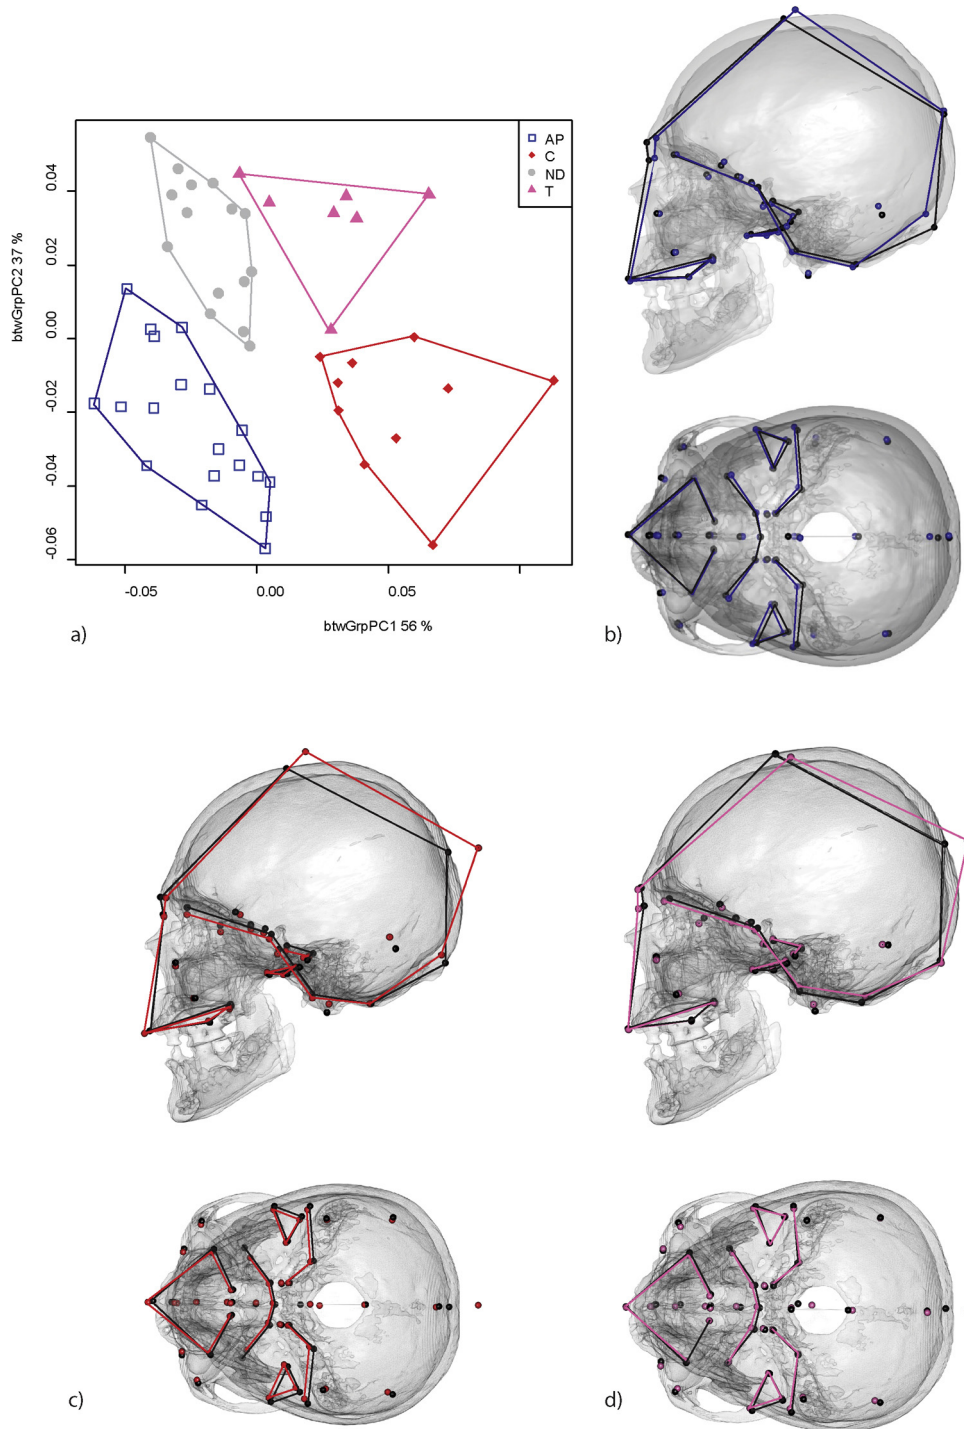 AP
C
ND
T
0.04
0.02
0.00
-0.02
-0.04
-0.06
btwGrpPC2 37 %
-0.05
0.00
0.05
btwGrpPC1 56 %
a)
b)
c)
d)